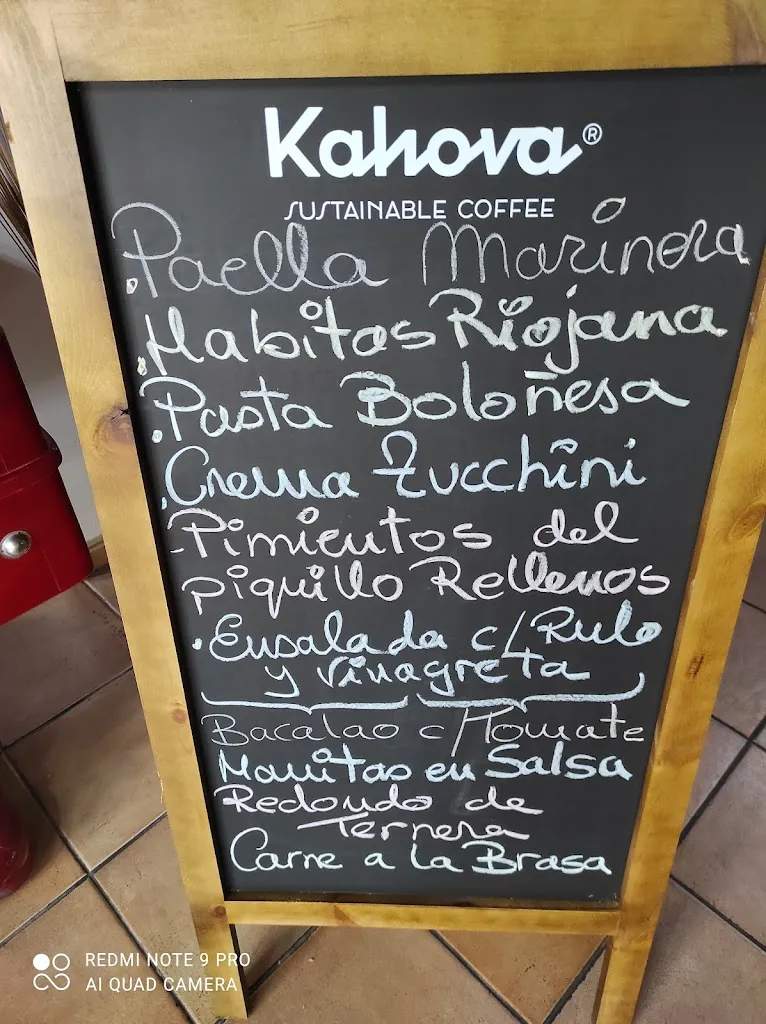 Kahova®
SUSTAINABLE COFFEE
.Paella Marinera
.Habitas Riojana
.Pasta Boloñesa
.Crema Zucchini
-Pimientos del
piquillo Rellenos
.Ensalada c/Rulo
y vinagreta
Bacalao c/Tomate
Manitas en Salsa
Redondo de
Ternera
Carne a la Brasa
REDMI NOTE 9 PRO
AI QUAD CAMERA